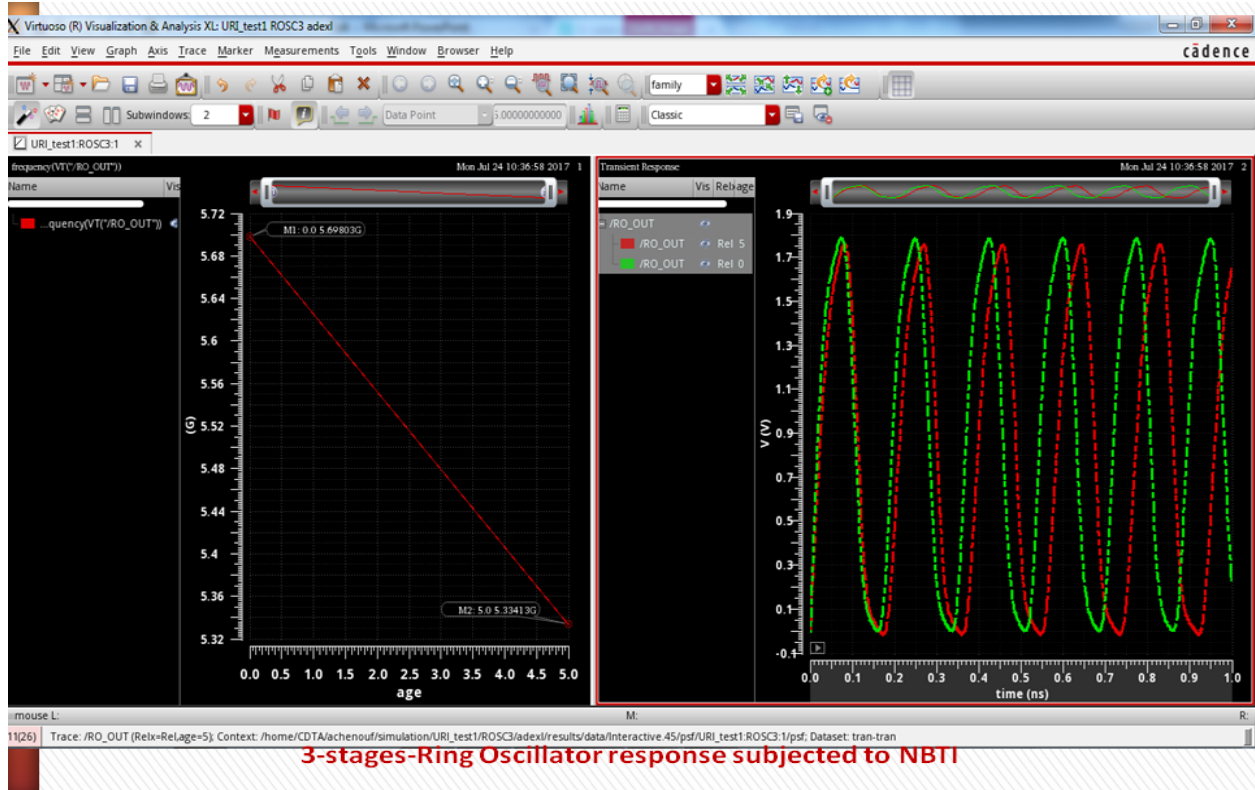 Virtuoso (R) Visualization & Analysis XL: URI_test1 ROSC3 adexl
File Edit View Graph Axis Trace Marker Measurements Tools Window Browser Help
cādence
family
Subwindows: 2
Data Point
5.00000000000
Classic
URI_test1:ROSC3:1 x
frequency(VT("/RO_OUT"))
Mon Jul 24 10:36:58 2017 1
Name Vis
...quency(VT("/RO_OUT"))
5.72
5.68
5.64
5.6
5.56
5.52
5.48
5.44
5.4
5.36
5.32
(G)
M1: 0.0 5.69803G
M2: 5.0 5.33413G
0.0 0.5 1.0 1.5 2.0 2.5 3.0 3.5 4.0 4.5 5.0
age
Transient Response
Mon Jul 24 10:36:58 2017 2
Name Vis Relx age
/RO_OUT
/RO_OUT Rel 5
/RO_OUT Rel 0
1.9
1.7
1.5
1.3
1.1
0.9
0.7
0.5
0.3
0.1
-0.1
V (V)
0.0 0.1 0.2 0.3 0.4 0.5 0.6 0.7 0.8 0.9 1.0
time (ns)
mouse L: M: R:
11(26) Trace: /RO_OUT (Relx=Rel,age=5); Context: /home/CDTA/achenouf/simulation/URI_test1/ROSC3/adexl/results/data/Interactive.45/psf/URI_test1:ROSC3:1/psf; Dataset: tran-tran
3-stages-Ring Oscillator response subjected to NBTI